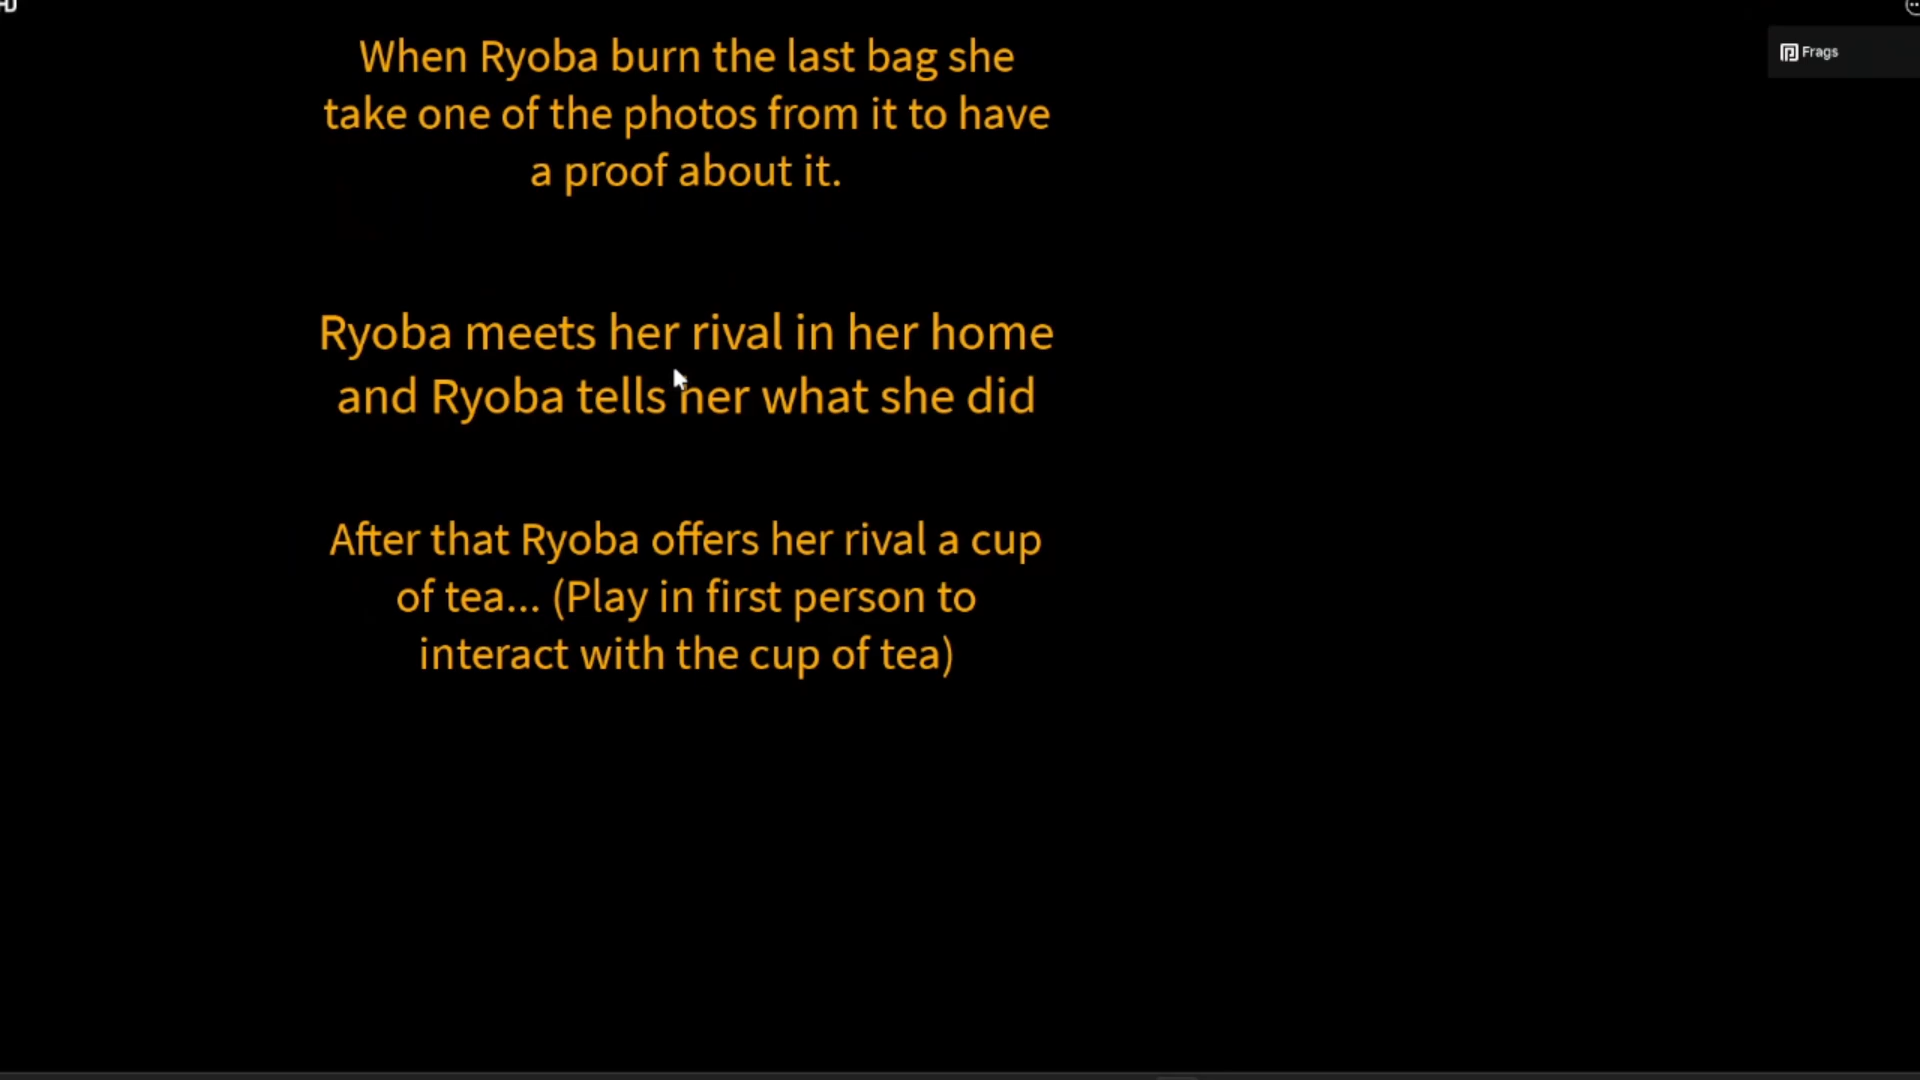 Frags
When Ryoba burn the last bag she
take one of the photos from it to have
a proof about it.
Ryoba meets her rival in her home
and Ryoba tells her what she did
After that Ryoba offers her rival a cup
of tea... (Play in first person to
interact with the cup of tea)